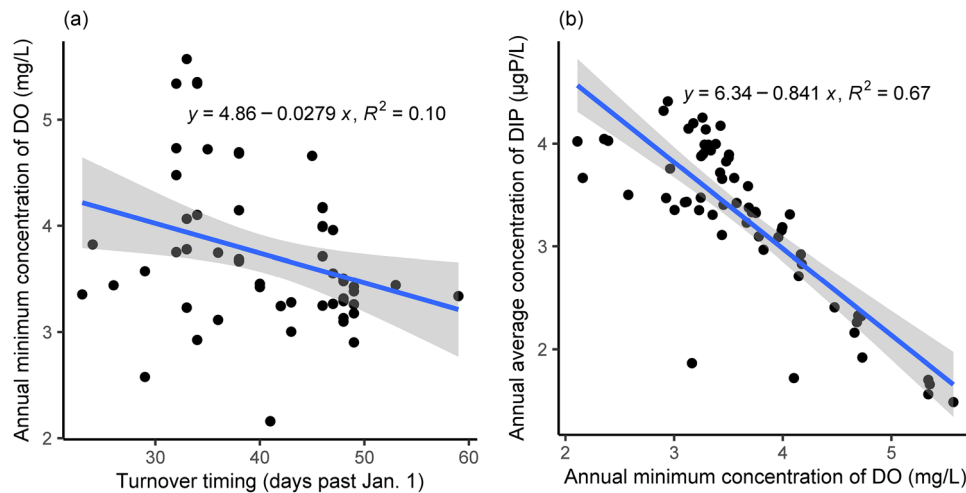 (a)
Annual minimum concentration of DO (mg/L)
y = 4.86 − 0.0279 x, R² = 0.10
5
4
3
2
30
40
50
60
Turnover timing (days past Jan. 1)
(b)
Annual average concentration of DIP (µgP/L)
y = 6.34 − 0.841 x, R² = 0.67
4
3
2
2
3
4
5
Annual minimum concentration of DO (mg/L)